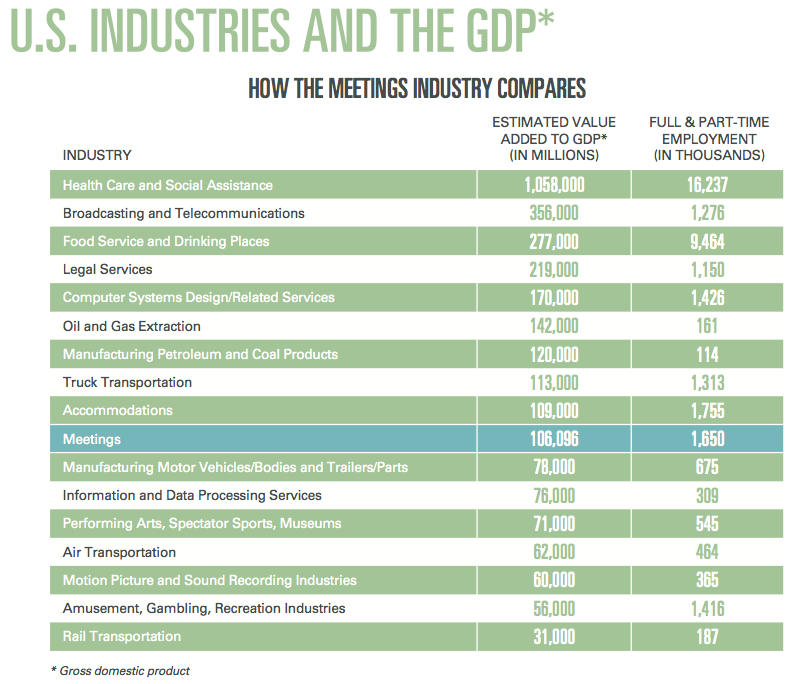 U.S. INDUSTRIES AND THE GDP*
HOW THE MEETINGS INDUSTRY COMPARES
INDUSTRY ESTIMATED VALUE ADDED TO GDP* (IN MILLIONS) FULL & PART-TIME EMPLOYMENT (IN THOUSANDS)
Health Care and Social Assistance 1,058,000 16,237
Broadcasting and Telecommunications 356,000 1,276
Food Service and Drinking Places 277,000 9,464
Legal Services 219,000 1,150
Computer Systems Design/Related Services 170,000 1,426
Oil and Gas Extraction 142,000 161
Manufacturing Petroleum and Coal Products 120,000 114
Truck Transportation 113,000 1,313
Accommodations 109,000 1,755
Meetings 106,096 1,650
Manufacturing Motor Vehicles/Bodies and Trailers/Parts 78,000 675
Information and Data Processing Services 76,000 309
Performing Arts, Spectator Sports, Museums 71,000 545
Air Transportation 62,000 464
Motion Picture and Sound Recording Industries 60,000 365
Amusement, Gambling, Recreation Industries 56,000 1,416
Rail Transportation 31,000 187
* Gross domestic product